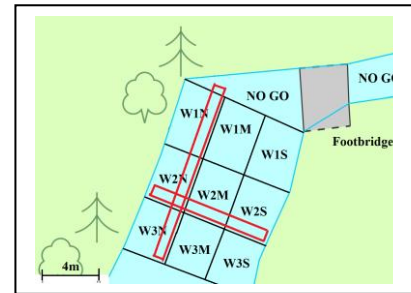 NO GO
NO GO
W1N
W1M
W1S
Footbridge
W2N
W2M
W2S
W3N
W3M
W3S
4m